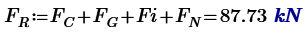 F_R := F_C + F_G + Fi + F_N = 87.73 kN